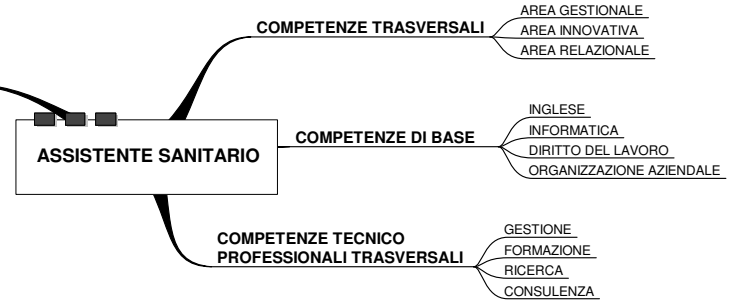 COMPETENZE TRASVERSALI
AREA GESTIONALE
AREA INNOVATIVA
AREA RELAZIONALE
ASSISTENTE SANITARIO
COMPETENZE DI BASE
INGLESE
INFORMATICA
DIRITTO DEL LAVORO
ORGANIZZAZIONE AZIENDALE
COMPETENZE TECNICO
PROFESSIONALI TRASVERSALI
GESTIONE
FORMAZIONE
RICERCA
CONSULENZA